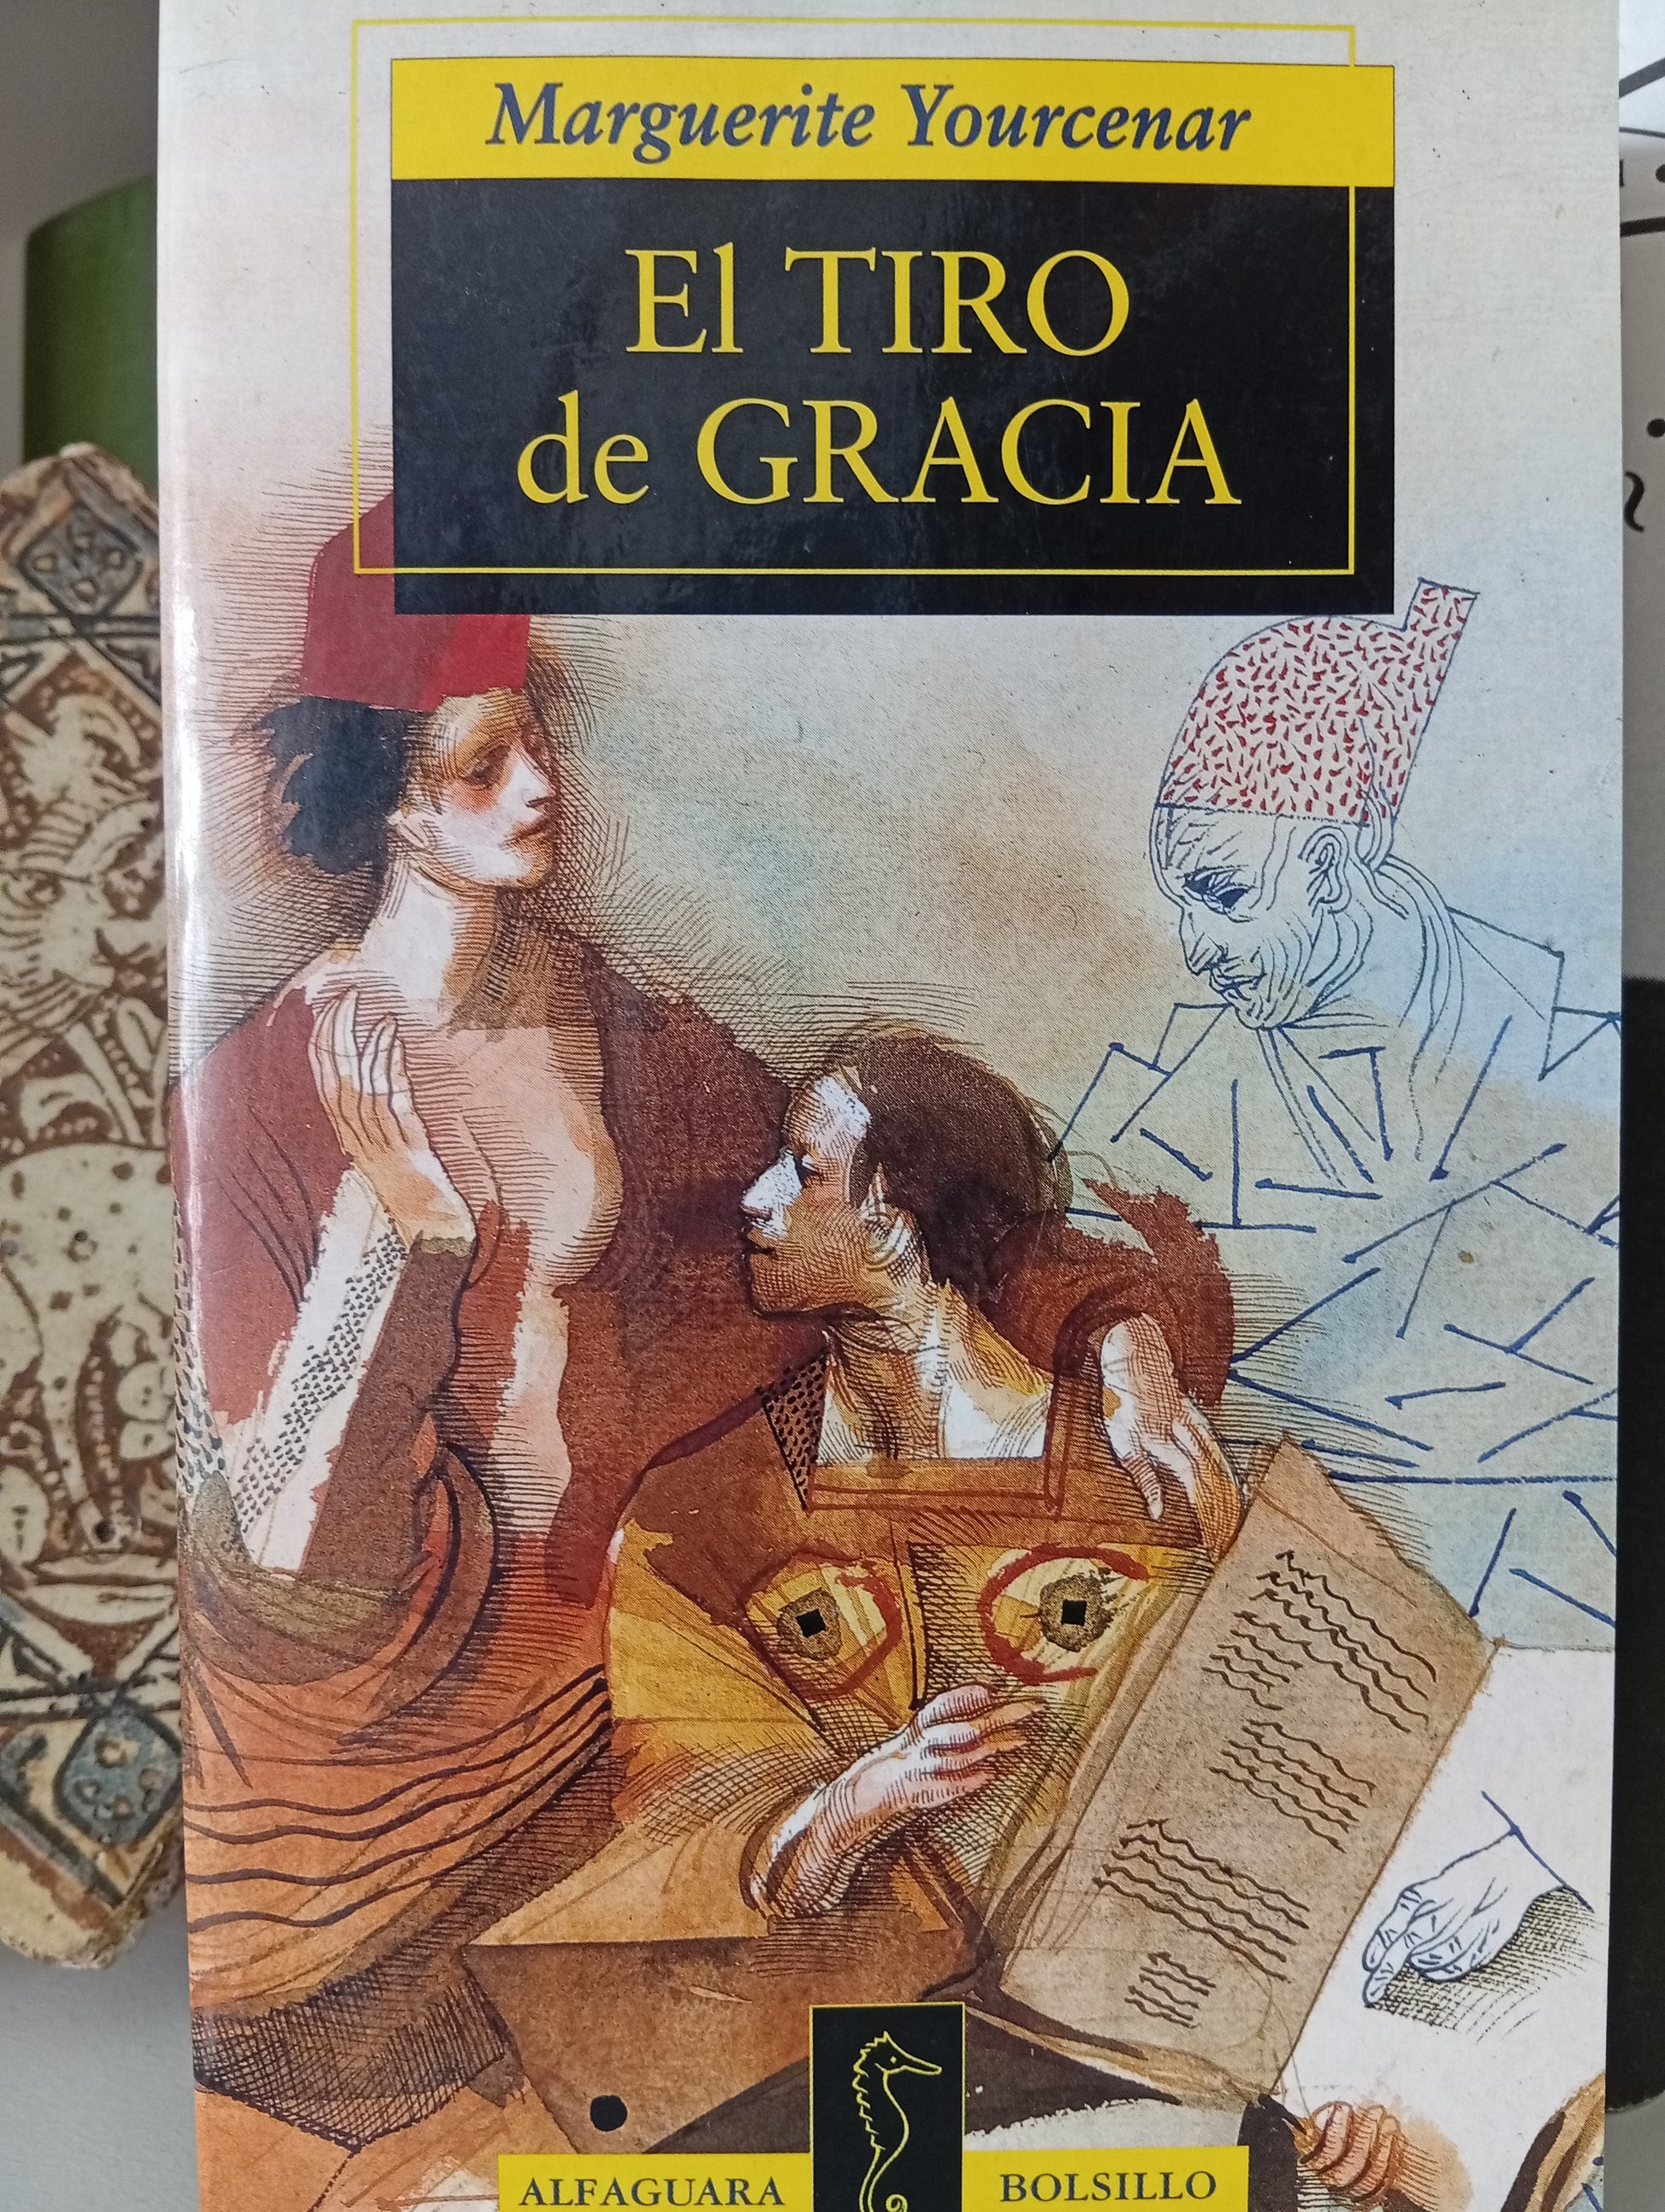 Marguerite Yourcenar
El TIRO
de GRACIA
ALFAGUARA BOLSILLO